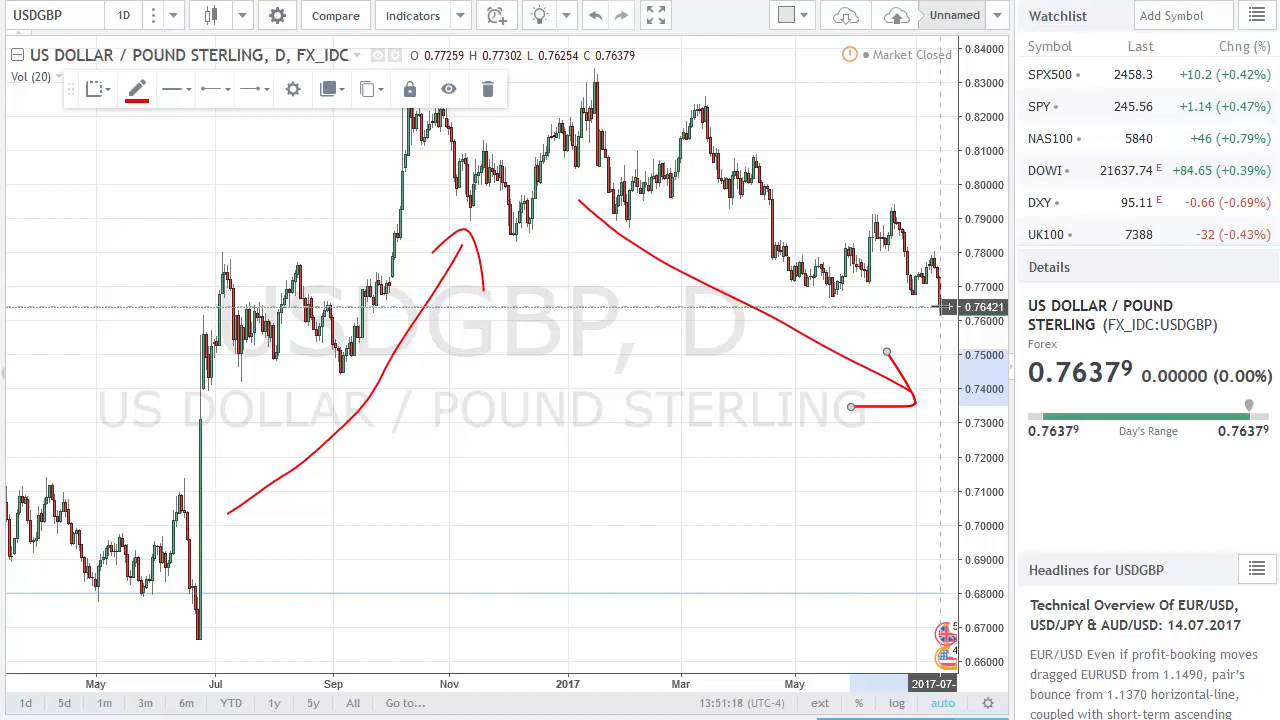 USDGBP 1D Compare Indicators Unnamed
US DOLLAR / POUND STERLING, D, FX_IDC O 0.77259 H 0.77302 L 0.76254 C 0.76379 Market Closed
Vol (20)
USDGBP, D
US DOLLAR / POUND STERLING
0.84000
0.83000
0.82000
0.81000
0.80000
0.79000
0.78000
0.77000
0.76421
0.76000
0.75000
0.74000
0.73000
0.72000
0.71000
0.70000
0.69000
0.68000
0.67000
0.66000
5
4
May Jul Sep Nov 2017 Mar May 2017-07-
1d 5d 1m 3m 6m YTD 1y 5y All Go to... 13:51:18 (UTC-4) ext % log auto
Watchlist Add Symbol
Symbol Last Chng (%)
SPX500 2458.3 +10.2 (+0.42%)
SPY 245.56 +1.14 (+0.47%)
NAS100 5840 +46 (+0.79%)
DOWI 21637.74 E +84.65 (+0.39%)
DXY 95.11 E -0.66 (-0.69%)
UK100 7388 -32 (-0.43%)
Details
US DOLLAR / POUND
STERLING (FX_IDC:USDGBP)
Forex
0.76379 0.00000 (0.00%)
0.76379 Day's Range 0.76379
Headlines for USDGBP
Technical Overview Of EUR/USD,
USD/JPY & AUD/USD: 14.07.2017
EUR/USD Even if profit-booking moves
dragged EURUSD from 1.1490, pair's
bounce from 1.1370 horizontal-line,
coupled with short-term ascending